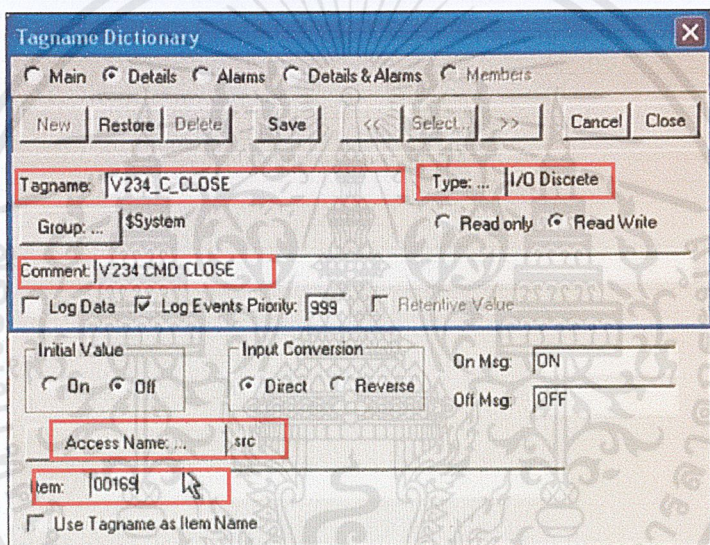 Tagname Dictionary
Main Details Alarms Details & Alarms Members
New Restore Delete Save << Select... >> Cancel Close
Tagname: V234_C_CLOSE Type: ... I/O Discrete
Group: ... $System Read only Read Write
Comment: V234 CMD CLOSE
Log Data Log Events Priority: 999 Retentive Value
Initial Value Input Conversion On Msg: ON
On Off Direct Reverse Off Msg: OFF
Access Name: ... src
Item: 00169
Use Tagname as Item Name